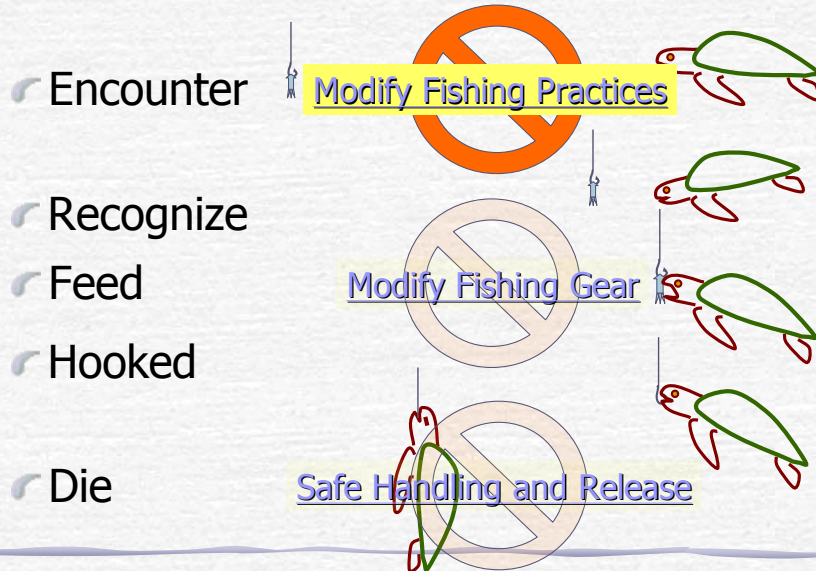 Encounter
Modify Fishing Practices
Recognize
Feed
Modify Fishing Gear
Hooked
Die
Safe Handling and Release